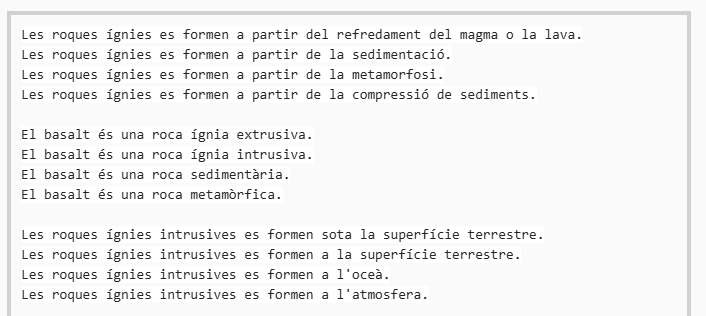 Les roques ígnies es formen a partir del refredament del magma o la lava.
Les roques ígnies es formen a partir de la sedimentació.
Les roques ígnies es formen a partir de la metamorfosi.
Les roques ígnies es formen a partir de la compressió de sediments.
El basalt és una roca ígnia extrusiva.
El basalt és una roca ígnia intrusiva.
El basalt és una roca sedimentària.
El basalt és una roca metamòrfica.
Les roques ígnies intrusives es formen sota la superfície terrestre.
Les roques ígnies intrusives es formen a la superfície terrestre.
Les roques ígnies intrusives es formen a l'oceà.
Les roques ígnies intrusives es formen a l'atmosfera.